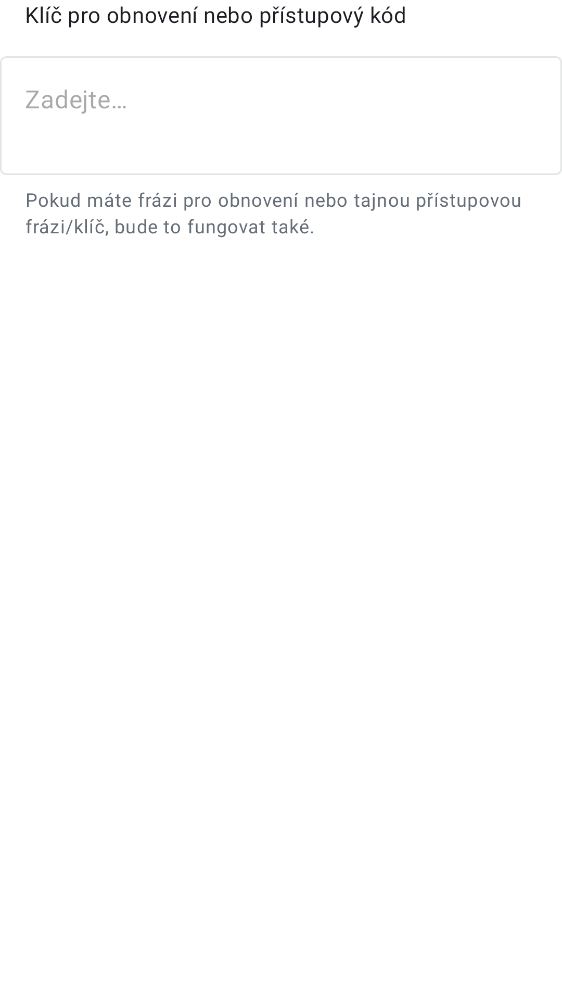 Klíč pro obnovení nebo přístupový kód
Zadejte…
Pokud máte frázi pro obnovení nebo tajnou přístupovou
frázi/klíč, bude to fungovat také.